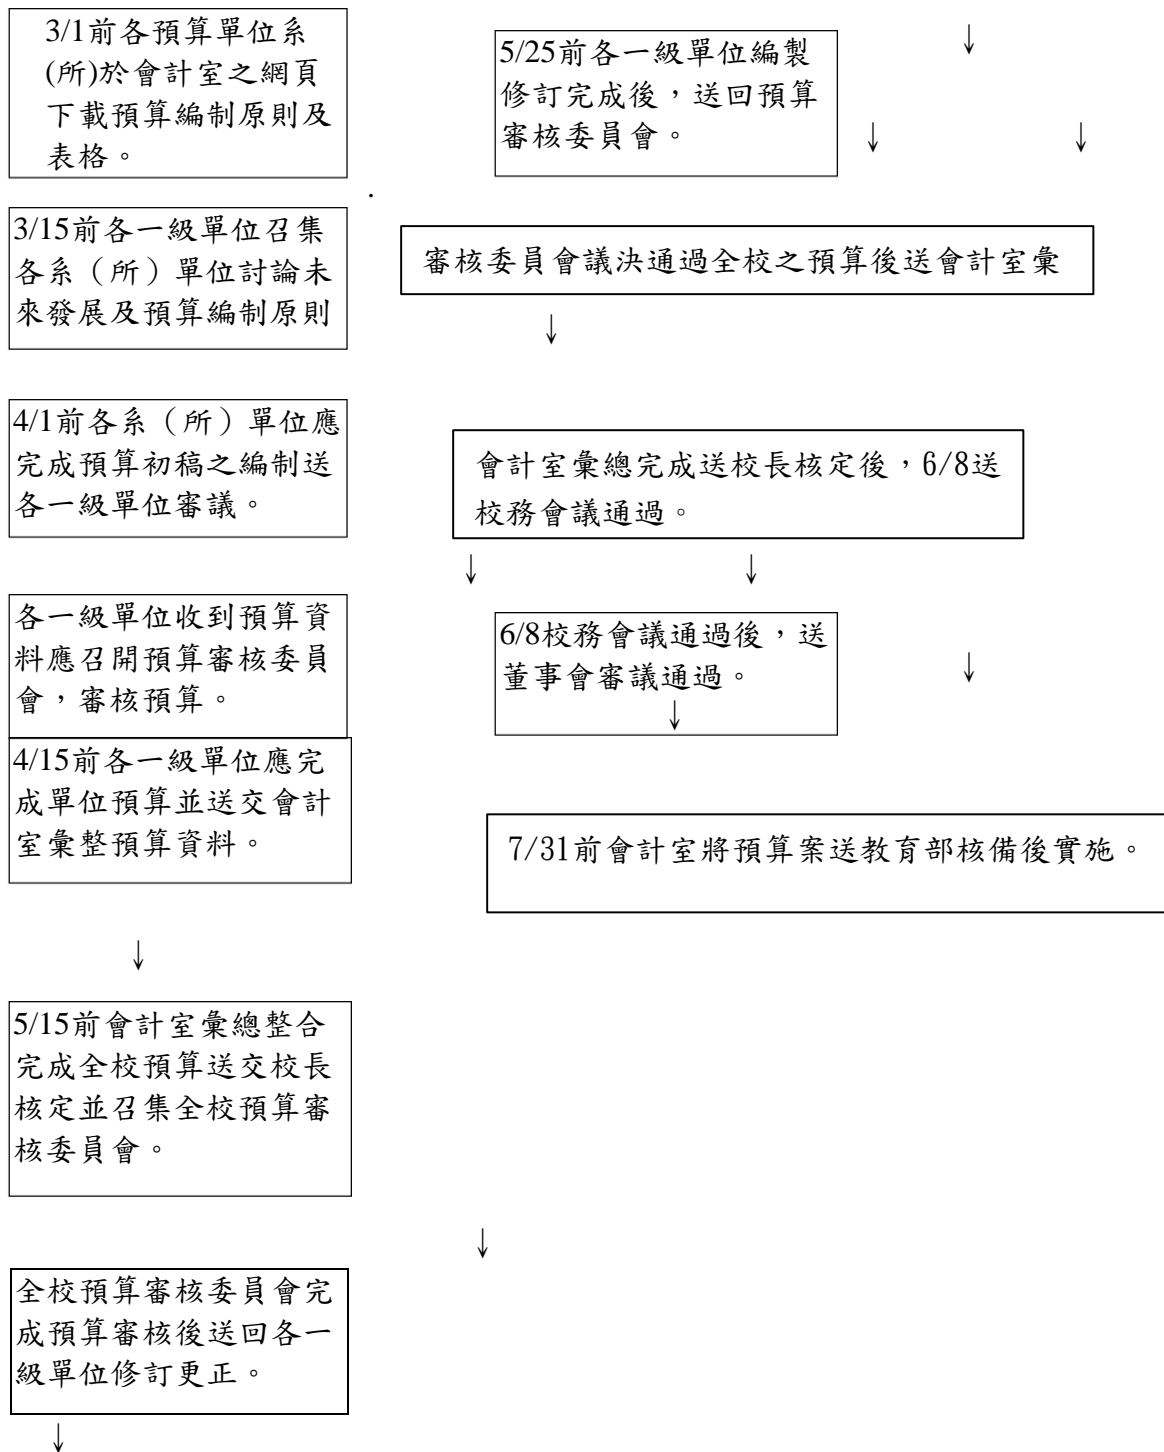 3/1前各預算單位系
(所)於會計室之網頁
下載預算編制原則及
表格。
3/15前各一級單位召集
各系（所）單位討論未
來發展及預算編制原則
4/1前各系（所）單位應
完成預算初稿之編制送
各一級單位審議。
各一級單位收到預算資
料應召開預算審核委員
會，審核預算。
4/15前各一級單位應完
成單位預算並送交會計
室彙整預算資料。
↓
5/15前會計室彙總整合
完成全校預算送交校長
核定並召集全校預算審
核委員會。
↓
全校預算審核委員會完
成預算審核後送回各一
級單位修訂更正。
↓
↓
5/25前各一級單位編製
修訂完成後，送回預算
審核委員會。
↓ ↓
.
審核委員會議決通過全校之預算後送會計室彙
↓
會計室彙總完成送校長核定後，6/8送
校務會議通過。
↓ ↓
6/8校務會議通過後，送
董事會審議通過。
↓
↓
7/31前會計室將預算案送教育部核備後實施。